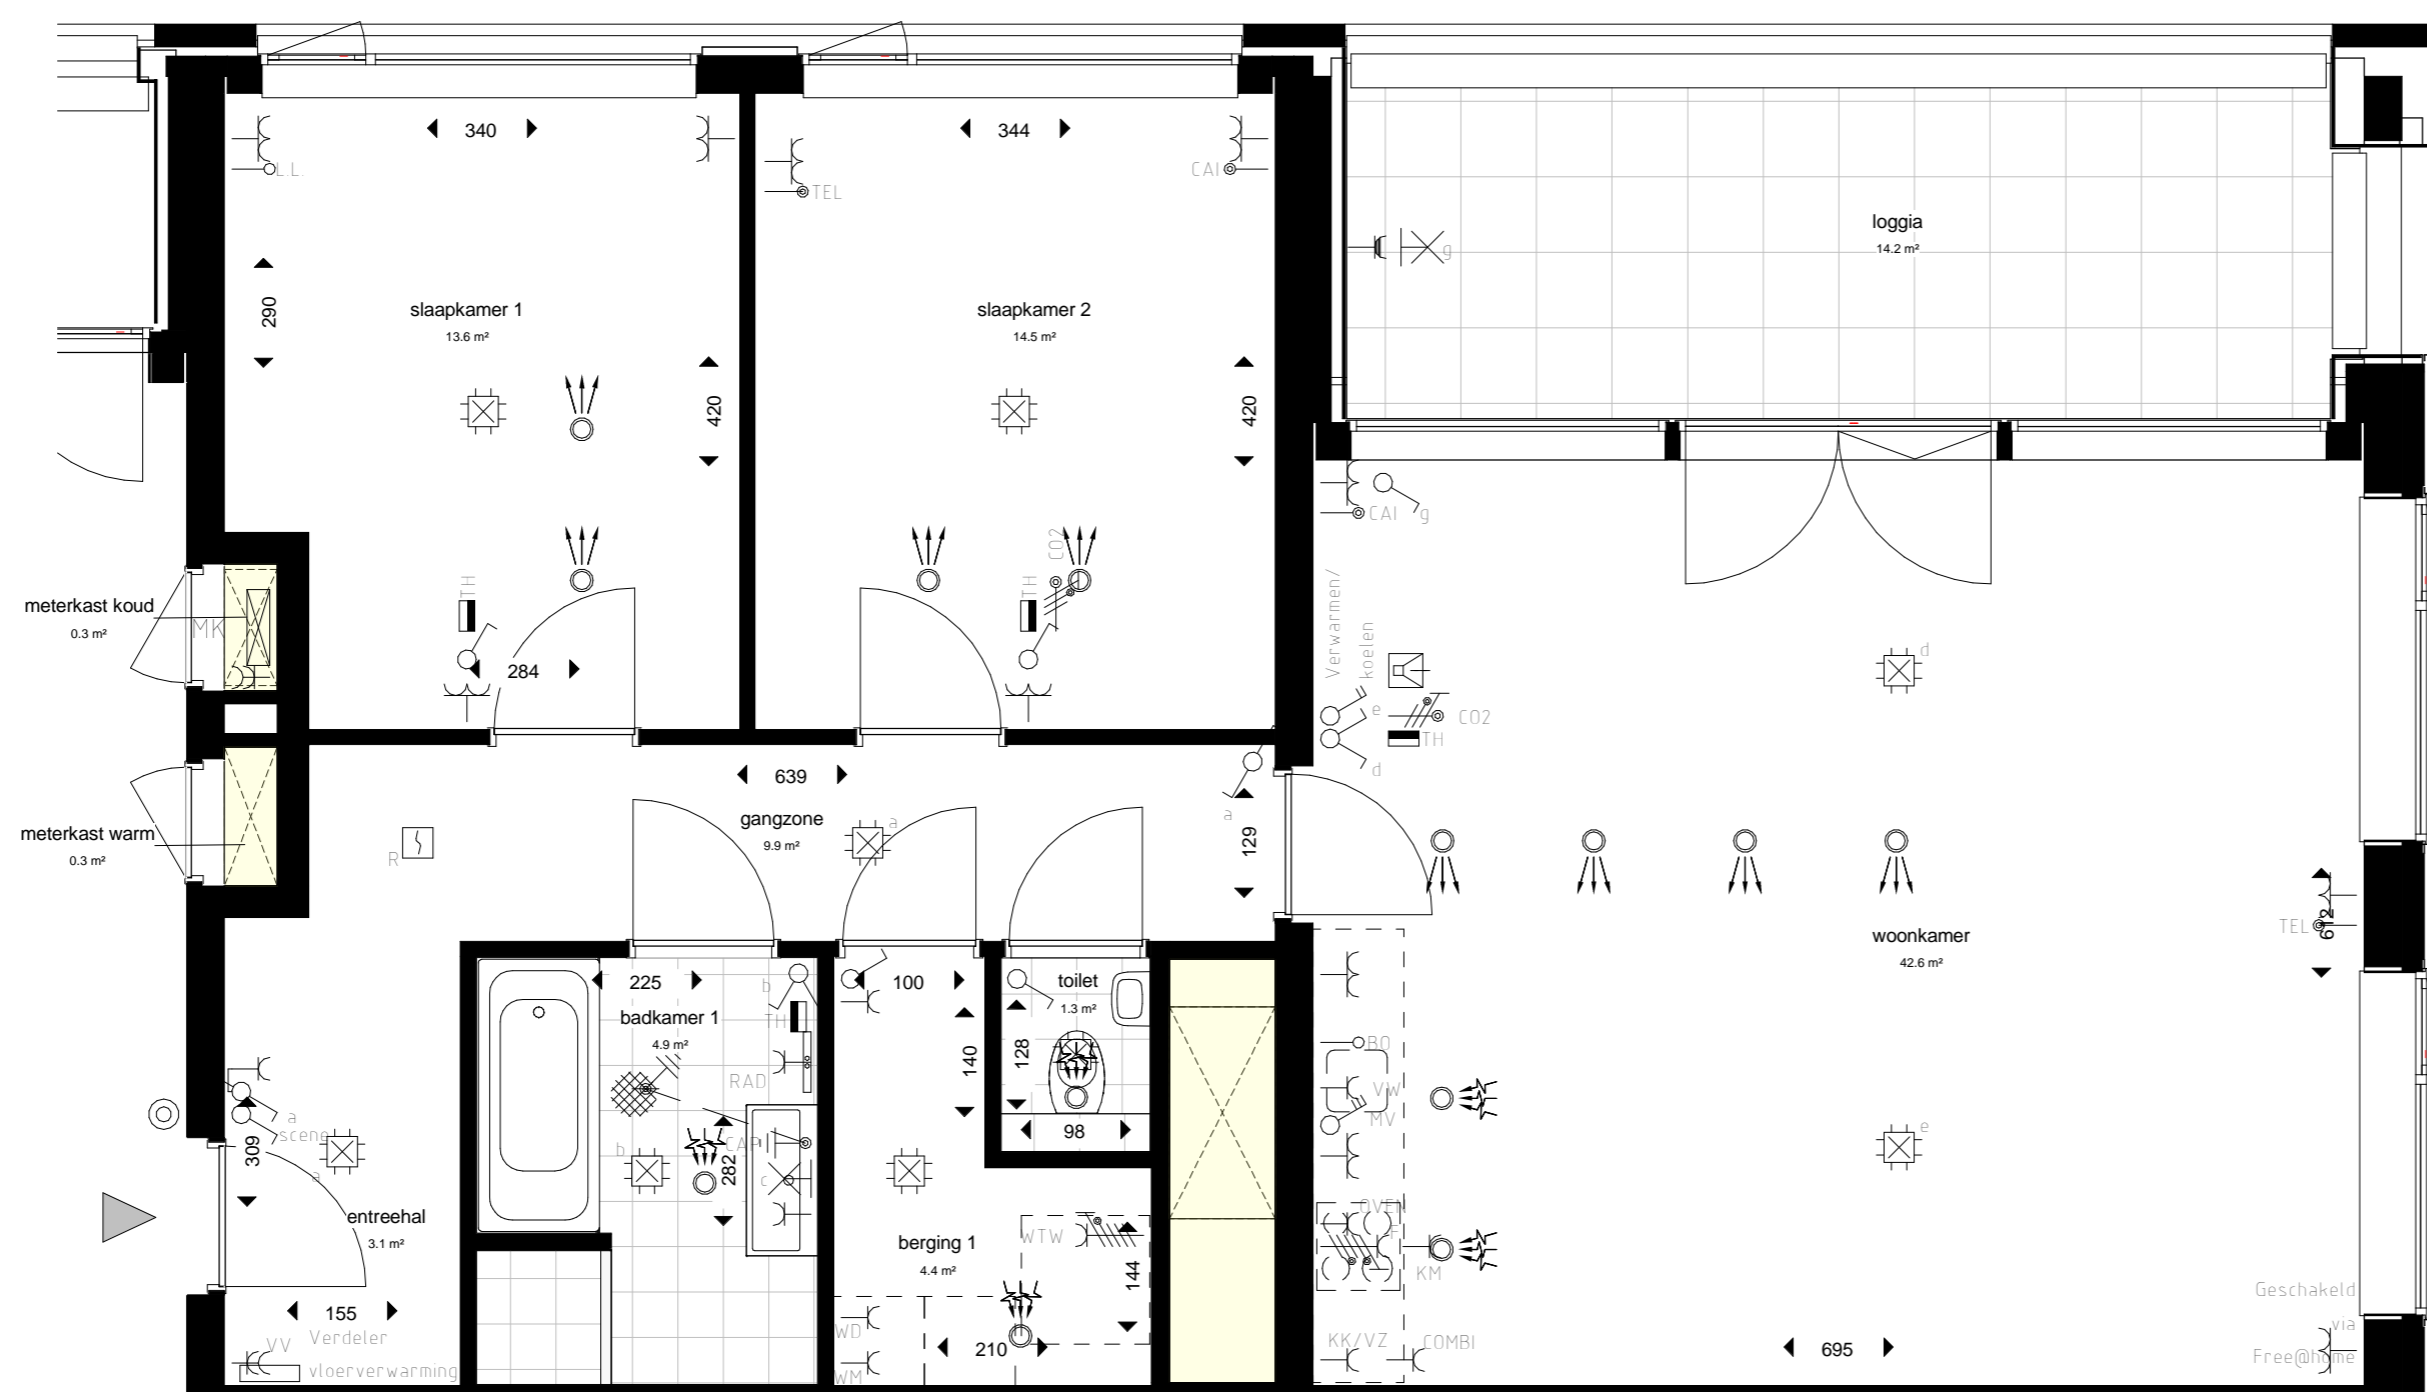 340
344
L.L.
TEL
CAI
loggia
14.2 m²
g
290
slaapkamer 1
13.6 m²
slaapkamer 2
14.5 m²
420
420
CAI
g
CO2
TH
TH
Verwarmen/
koelen
meterkast koud
0.3 m²
MK
284
d
e
CO2
TH
d
639
a
gangzone
9.9 m²
a
129
meterkast warm
0.3 m²
R
TEL
612
woonkamer
42.6 m²
225
b
100
toilet
1.3 m²
badkamer 1
4.9 m²
TH
140
128
BO
RAD
VW
MV
a
scene
309
a
98
b
CAP
282
c
e
entreehal
3.1 m²
OVEN
F
WTW
berging 1
4.4 m²
144
KM
Geschakeld
via
Free@home
155
VV
Verdeler
vloerverwarming
WD
WM
210
KK/VZ
COMBI
695